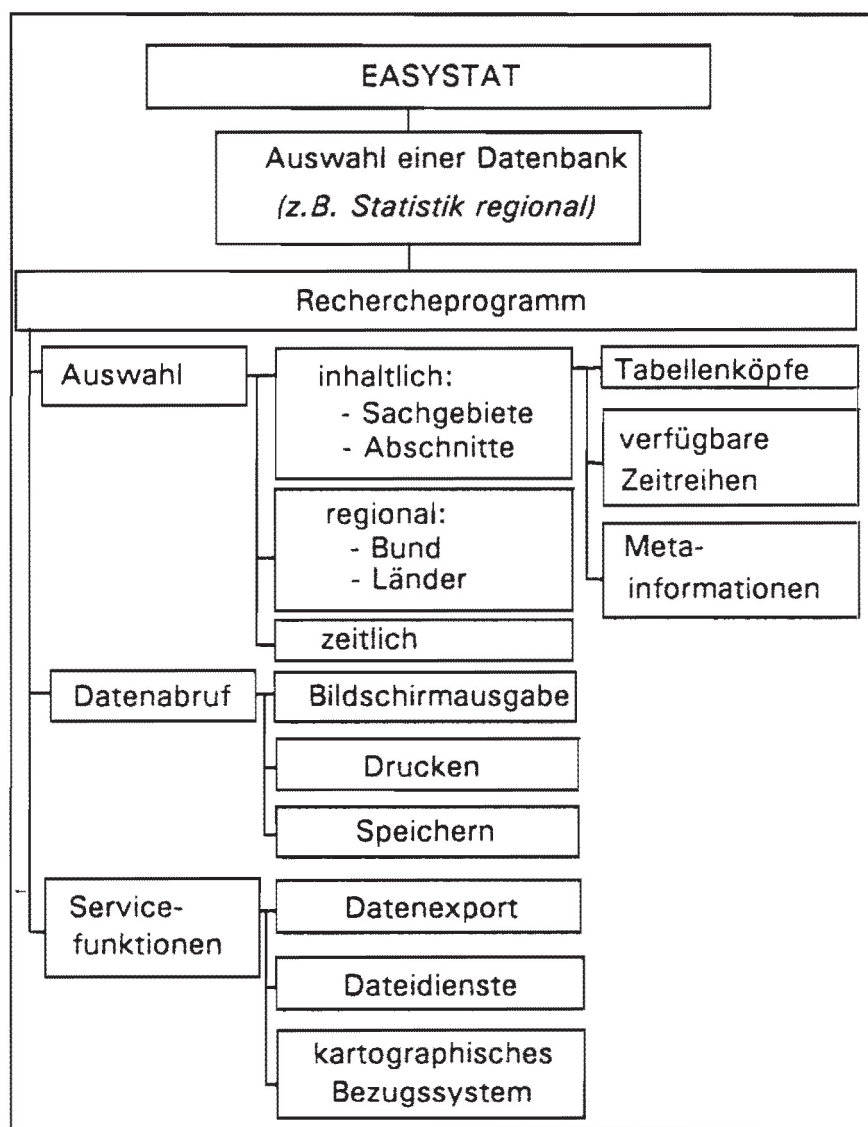 EASYSTAT
Auswahl einer Datenbank
(z.B. Statistik regional)
Rechercheprogramm
Auswahl
inhaltlich:
- Sachgebiete
- Abschnitte
Tabellenköpfe
verfügbare
Zeitreihen
Meta-
informationen
regional:
- Bund
- Länder
zeitlich
Datenabruf
Bildschirmausgabe
Drucken
Speichern
Service-
funktionen
Datenexport
Dateidienste
kartographisches
Bezugssystem